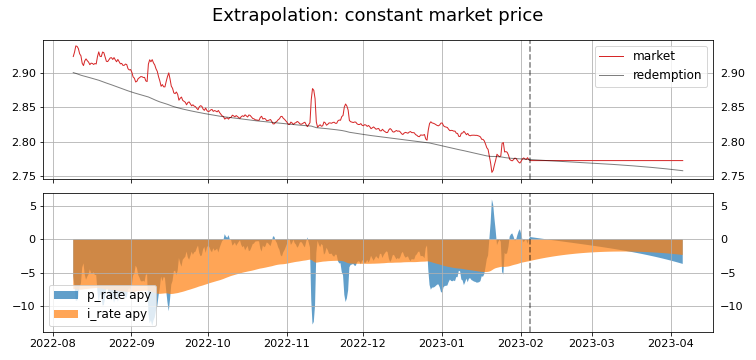 Extrapolation: constant market price
2.90 2.90
2.85 2.85
2.80 2.80
2.75 2.75
market
redemption
5 5
0 0
−5 −5
−10 −10
p_rate apy
i_rate apy
2022-08 2022-09 2022-10 2022-11 2022-12 2023-01 2023-02 2023-03 2023-04